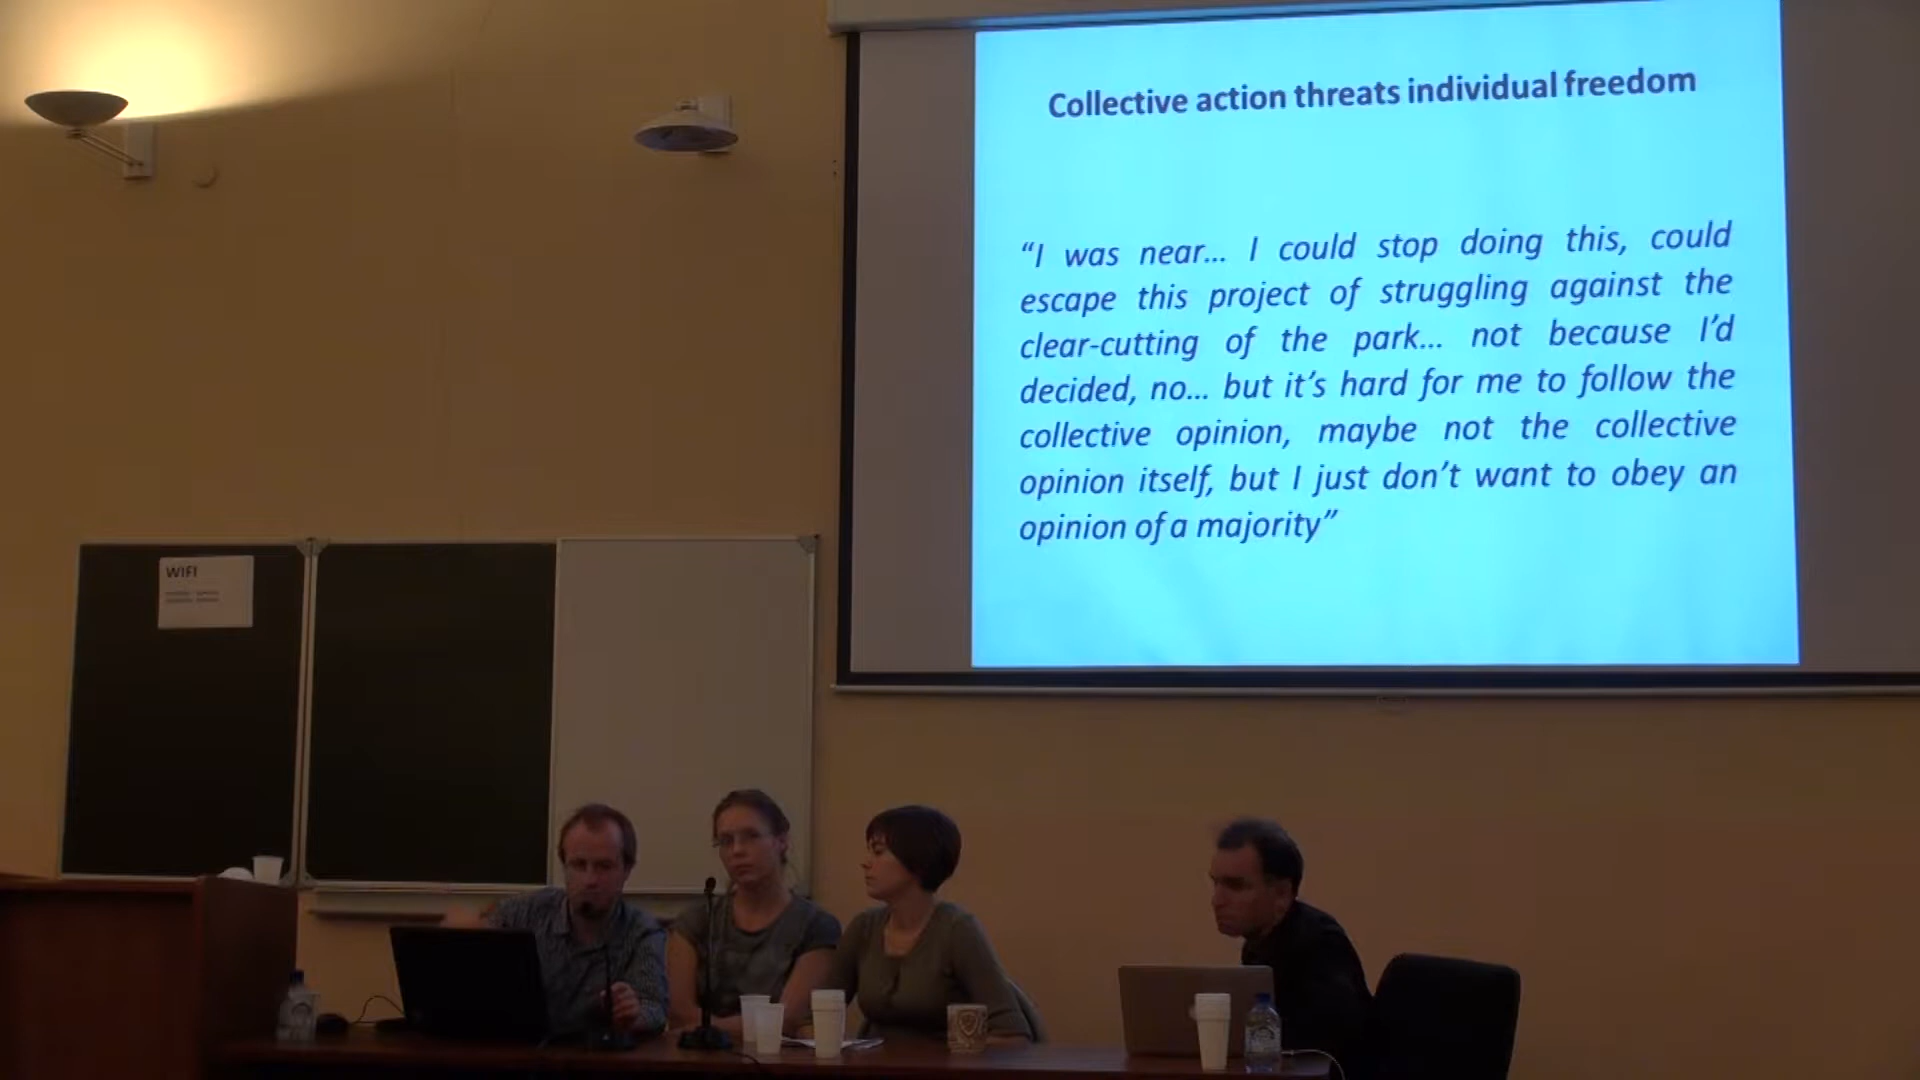 Collective action threats individual freedom
“I was near... I could stop doing this, could
escape this project of struggling against the
clear-cutting of the park... not because I’d
decided, no... but it’s hard for me to follow the
collective opinion, maybe not the collective
opinion itself, but I just don’t want to obey an
opinion of a majority”
WIFI